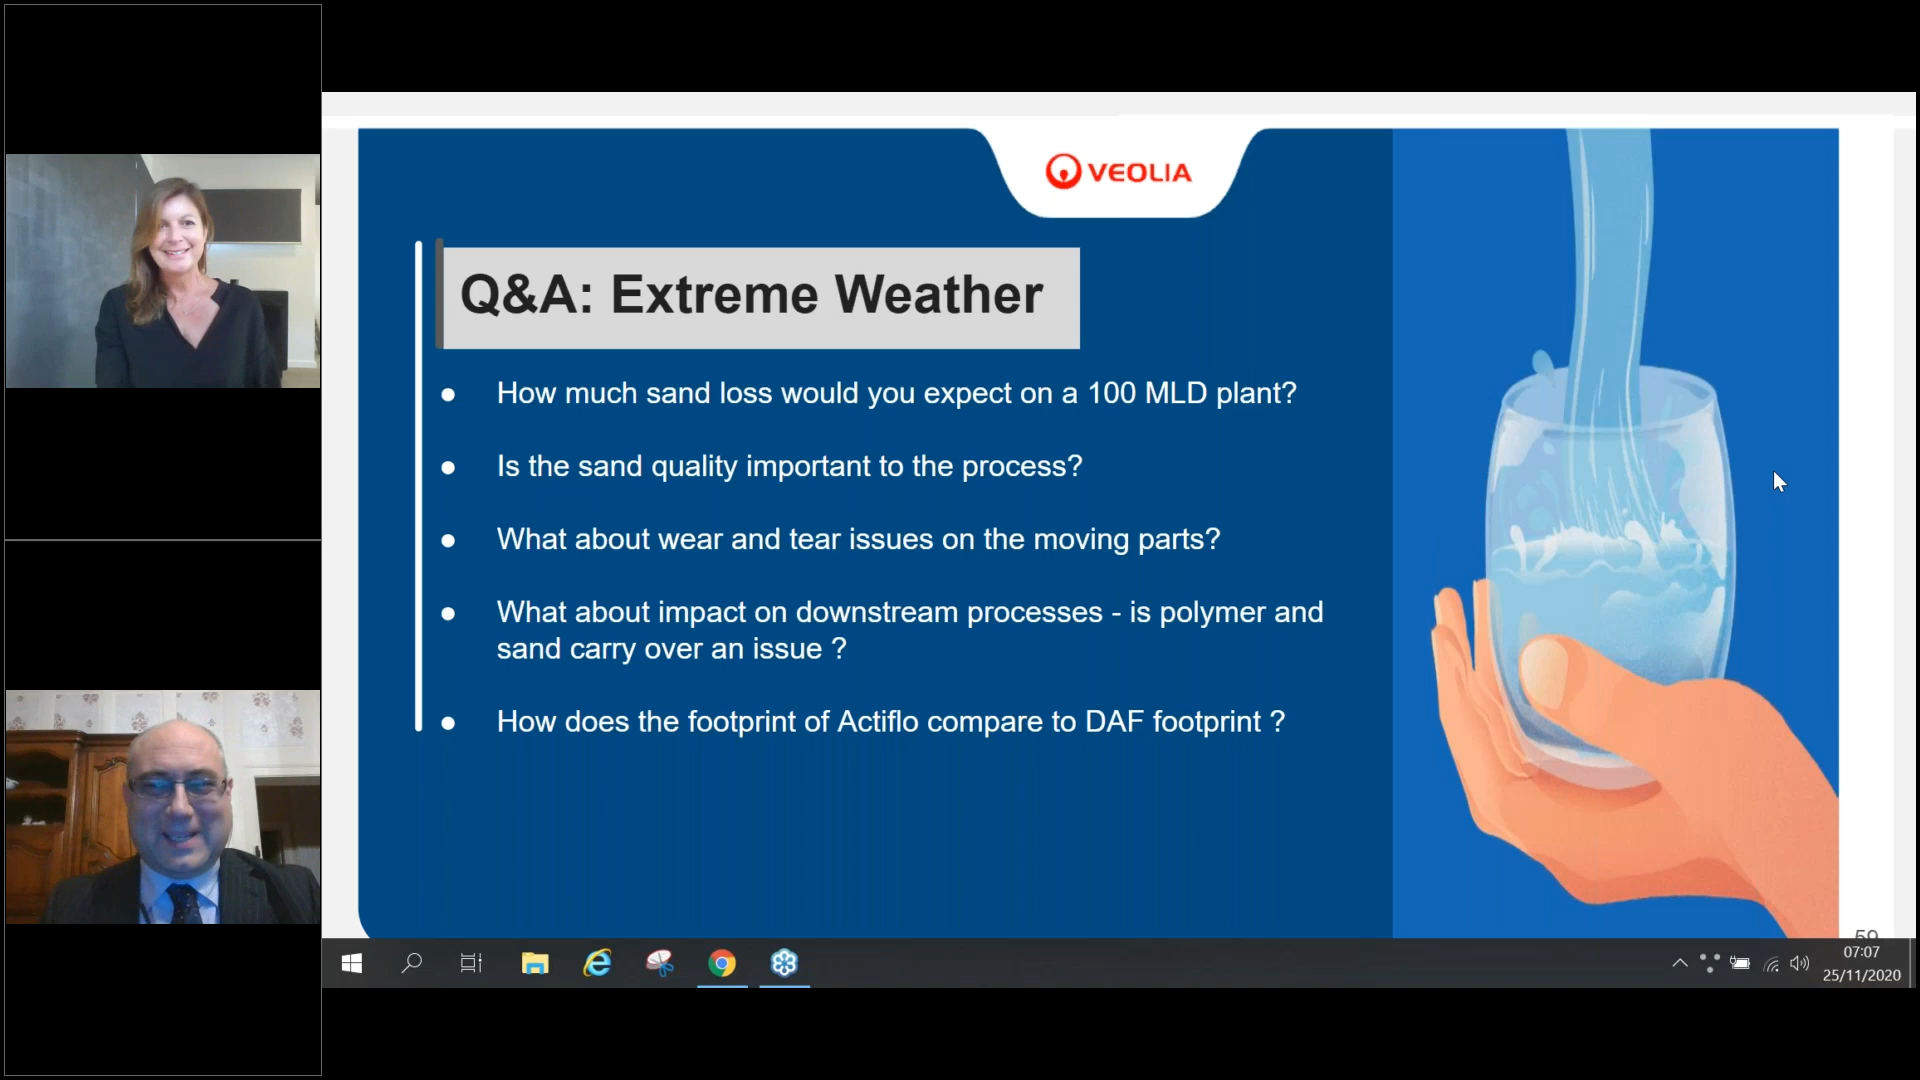 VEOLIA
Q&A: Extreme Weather
How much sand loss would you expect on a 100 MLD plant?
Is the sand quality important to the process?
What about wear and tear issues on the moving parts?
What about impact on downstream processes - is polymer and
sand carry over an issue ?
How does the footprint of Actiflo compare to DAF footprint ?
59
07:07
25/11/2020